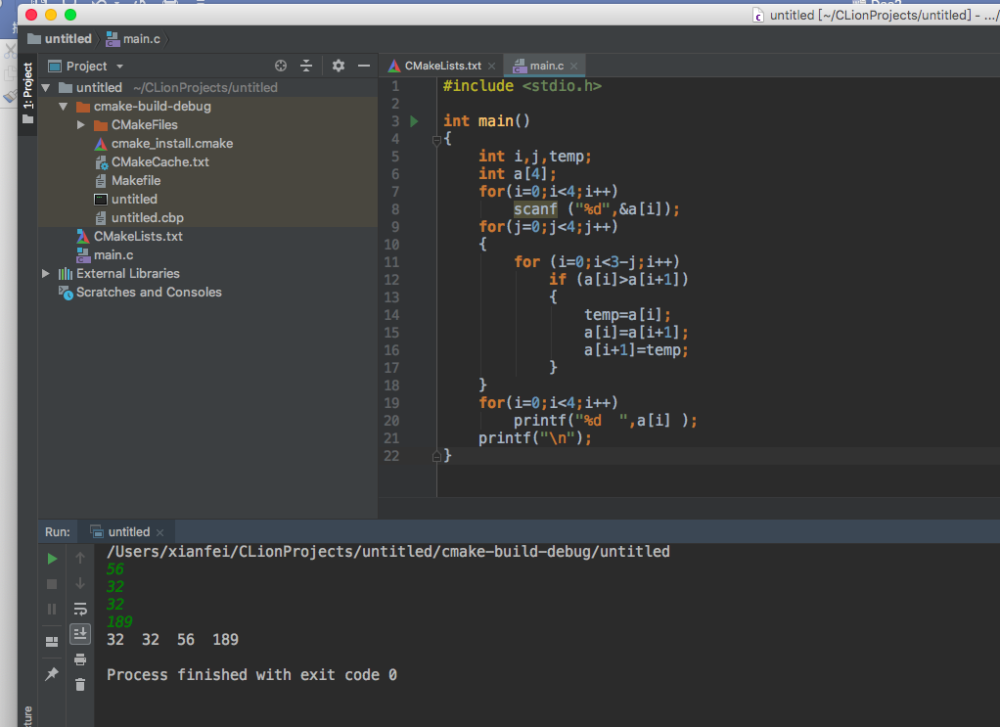 untitled [~/CLionProjects/untitled] - .../
untitled
main.c
1: Project
Project
untitled ~/CLionProjects/untitled
cmake-build-debug
CMakeFiles
cmake_install.cmake
CMakeCache.txt
Makefile
untitled
untitled.cbp
CMakeLists.txt
main.c
External Libraries
Scratches and Consoles
CMakeLists.txt
main.c
1 #include <stdio.h>
2
3 int main()
4 {
5 int i,j,temp;
6 int a[4];
7 for(i=0;i<4;i++)
8 scanf ("%d",&a[i]);
9 for(j=0;j<4;j++)
10 {
11 for (i=0;i<3-j;i++)
12 if (a[i]>a[i+1])
13 {
14 temp=a[i];
15 a[i]=a[i+1];
16 a[i+1]=temp;
17 }
18 }
19 for(i=0;i<4;i++)
20 printf("%d  ",a[i] );
21 printf("\n");
22 }
Run: untitled
/Users/xianfei/CLionProjects/untitled/cmake-build-debug/untitled
56
32
32
189
32  32  56  189
Process finished with exit code 0